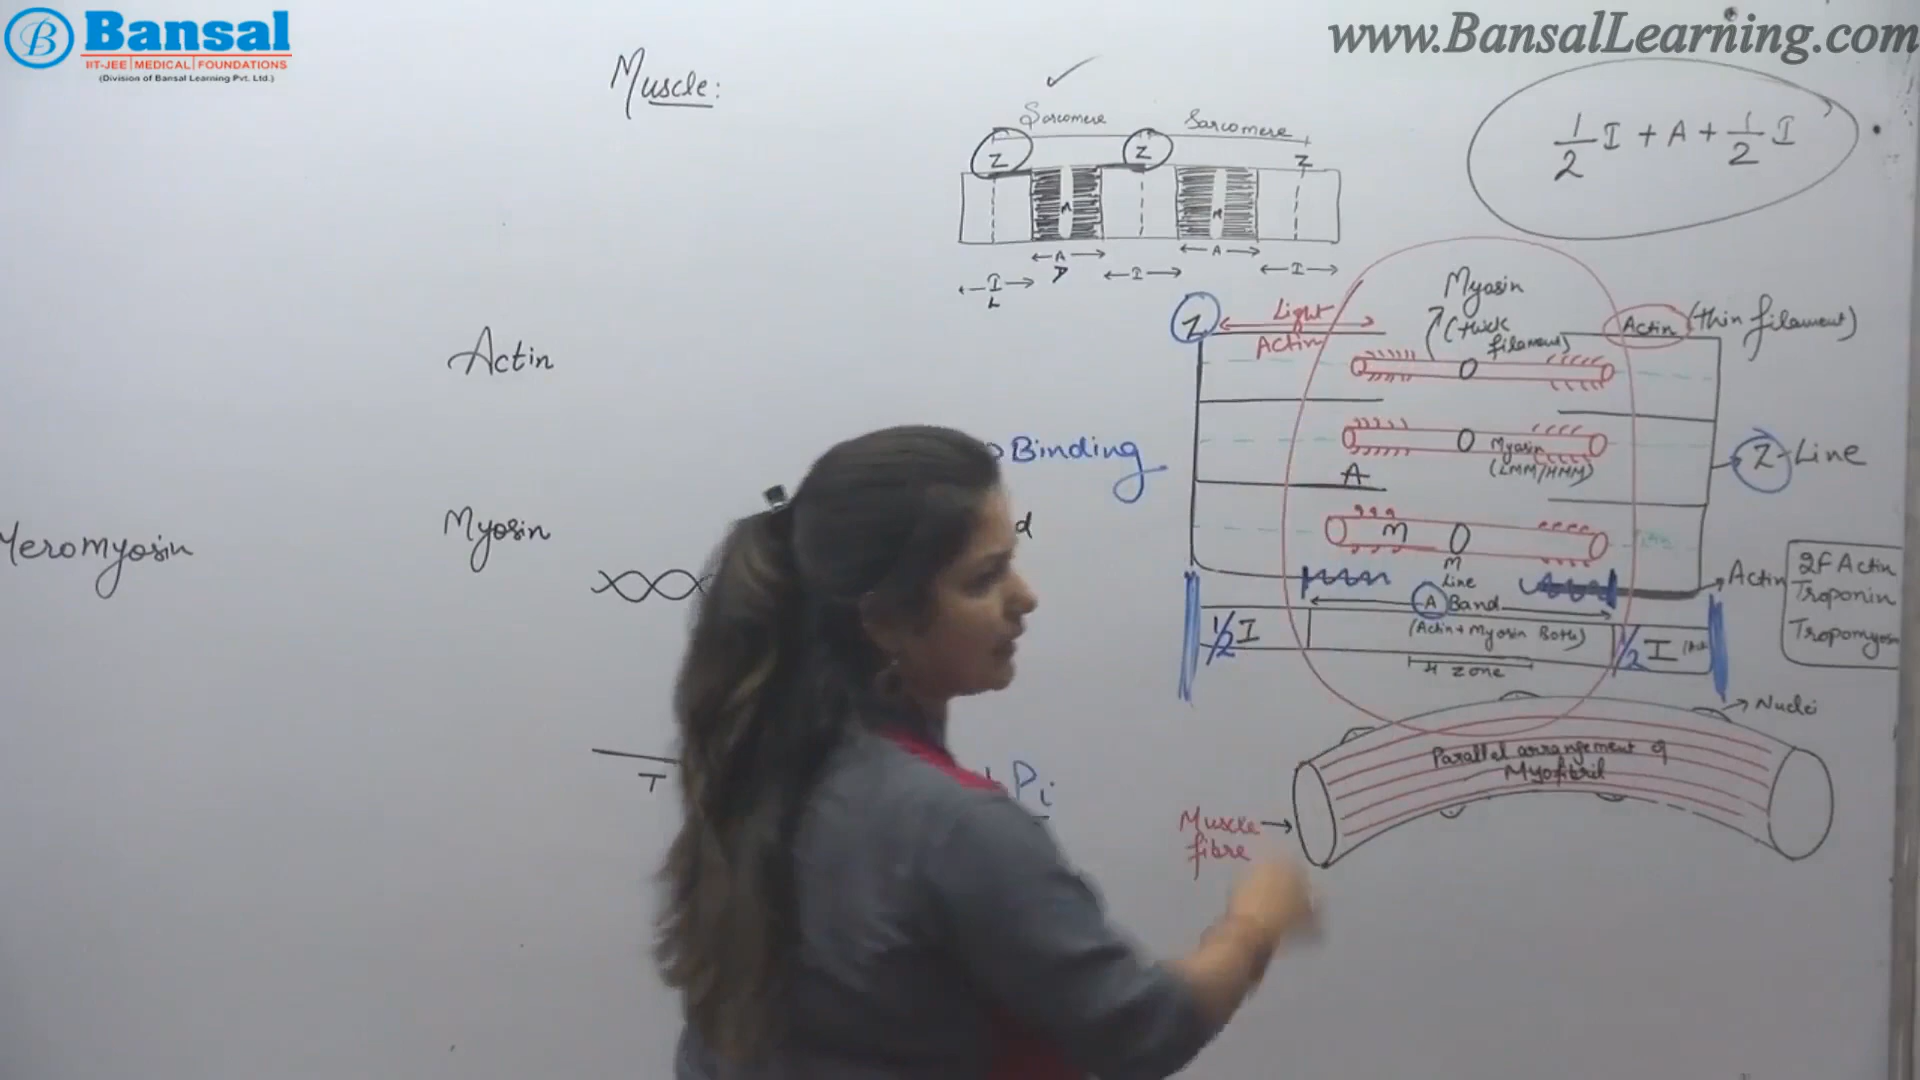 Bansal
IIT-JEE | MEDICAL | FOUNDATIONS
(Division of Bansal Learning Pvt. Ltd.)
www.BansalLearning.com
Muscle:
Sarcomere
Sarcomere
Z
Z
Z
A
I
I
A
I
1/2 I + A + 1/2 I
Myosin
(thick
filament)
Z
Light
Actin
Actin
(thin filament)
Actin
Binding
Myosin
(LMM/HMM)
A
Z-Line
Meromyosin
Myosin
M
M
Line
Actin
2F Actin
Troponin
Tropomyosin
A Band
1/2 I
(Actin + Myosin Both)
1/2 I
H zone
Nuclei
Parallel arrangement of
Myofibril
T
Pi
Muscle
fibre